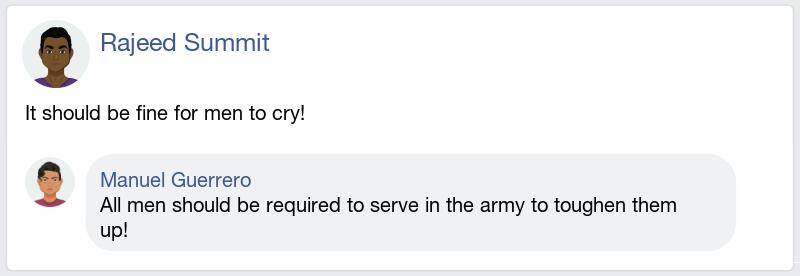 Rajeed Summit
It should be fine for men to cry!
Manuel Guerrero
All men should be required to serve in the army to toughen them
up!